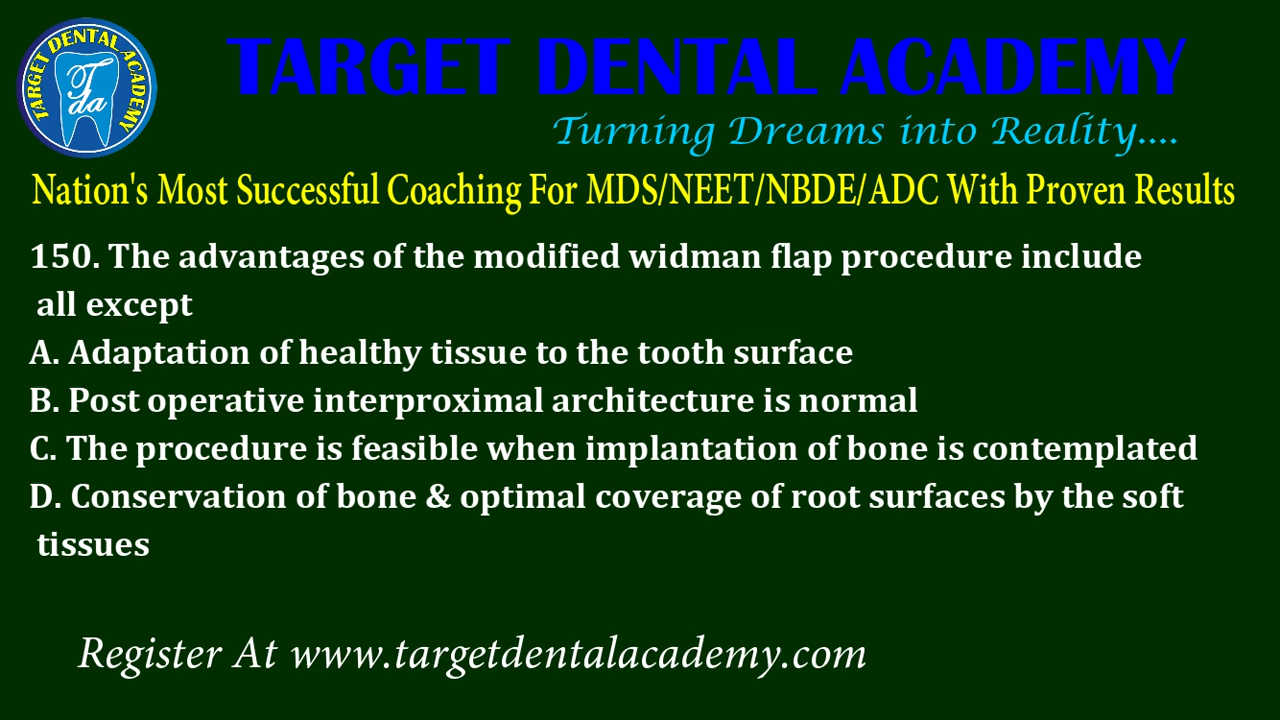 TARGET DENTAL ACADEMY
Tda
TARGET DENTAL ACADEMY
Turning Dreams into Reality....
Nation's Most Successful Coaching For MDS/NEET/NBDE/ADC With Proven Results
150. The advantages of the modified widman flap procedure include
all except
A. Adaptation of healthy tissue to the tooth surface
B. Post operative interproximal architecture is normal
C. The procedure is feasible when implantation of bone is contemplated
D. Conservation of bone & optimal coverage of root surfaces by the soft
tissues
Register At www.targetdentalacademy.com